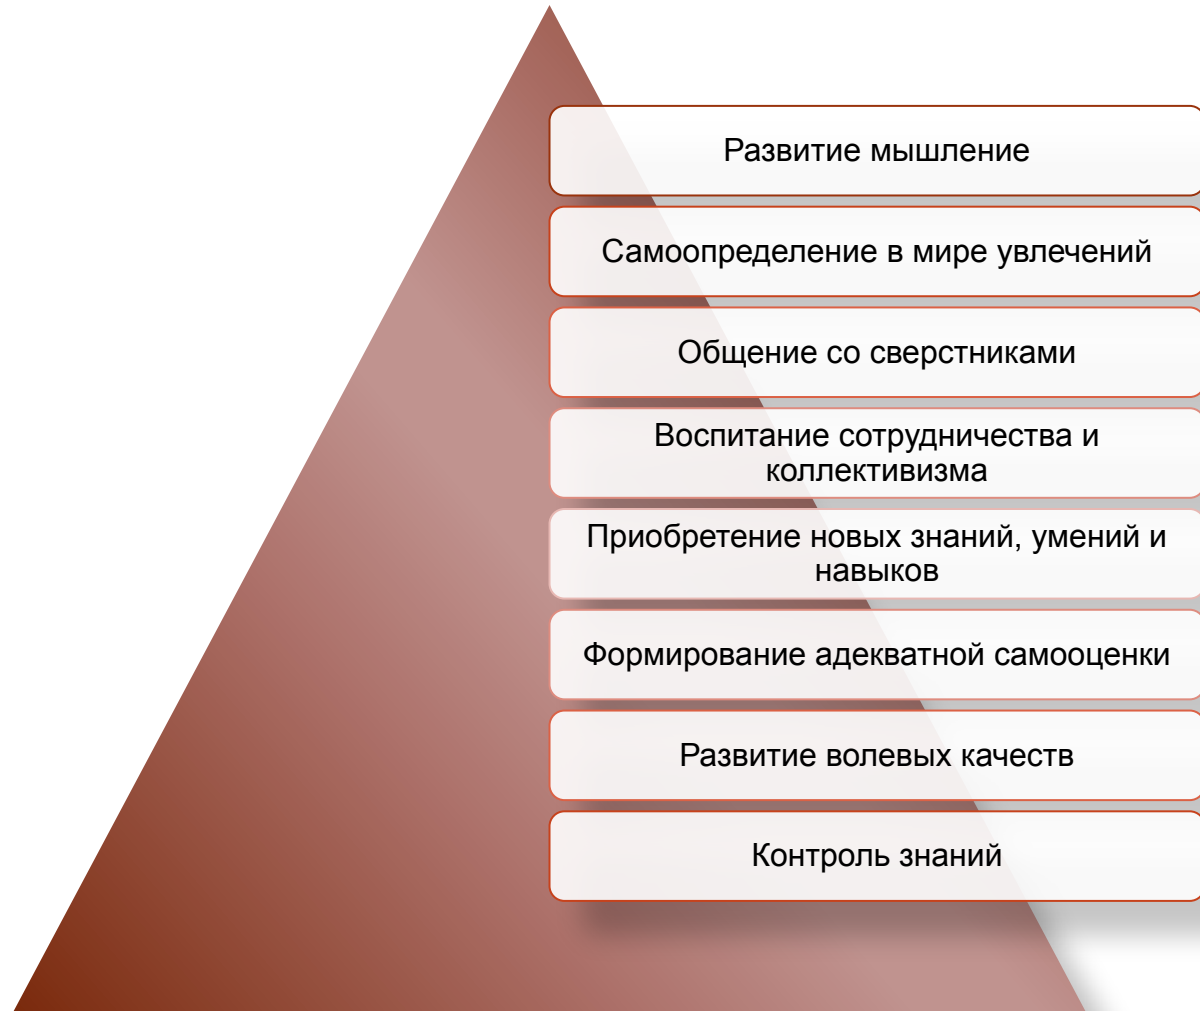 Развитие мышление
Самоопределение в мире увлечений
Общение со сверстниками
Воспитание сотрудничества и
коллективизма
Приобретение новых знаний, умений и
навыков
Формирование адекватной самооценки
Развитие волевых качеств
Контроль знаний